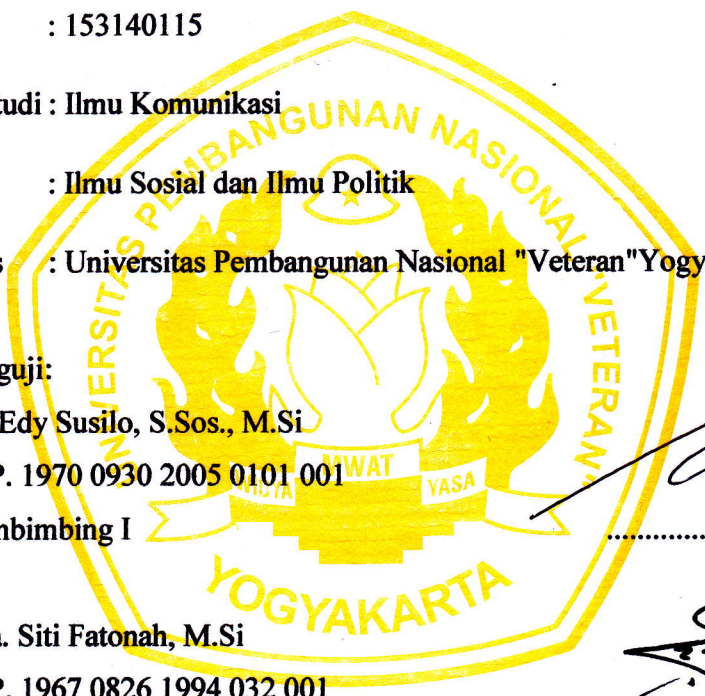 : 153140115
tudi : Ilmu Komunikasi
: Ilmu Sosial dan Ilmu Politik
s : Universitas Pembangunan Nasional "Veteran"Yogy
guji:
Edy Susilo, S.Sos., M.Si
P. 1970 0930 2005 0101 001
mbimbing I ..............
a. Siti Fatonah, M.Si
P. 1967 0826 1994 032 001
UNIVERSITAS PEMBANGUNAN NASIONAL "VETERAN"
WIDYA MWAT YASA
YOGYAKARTA